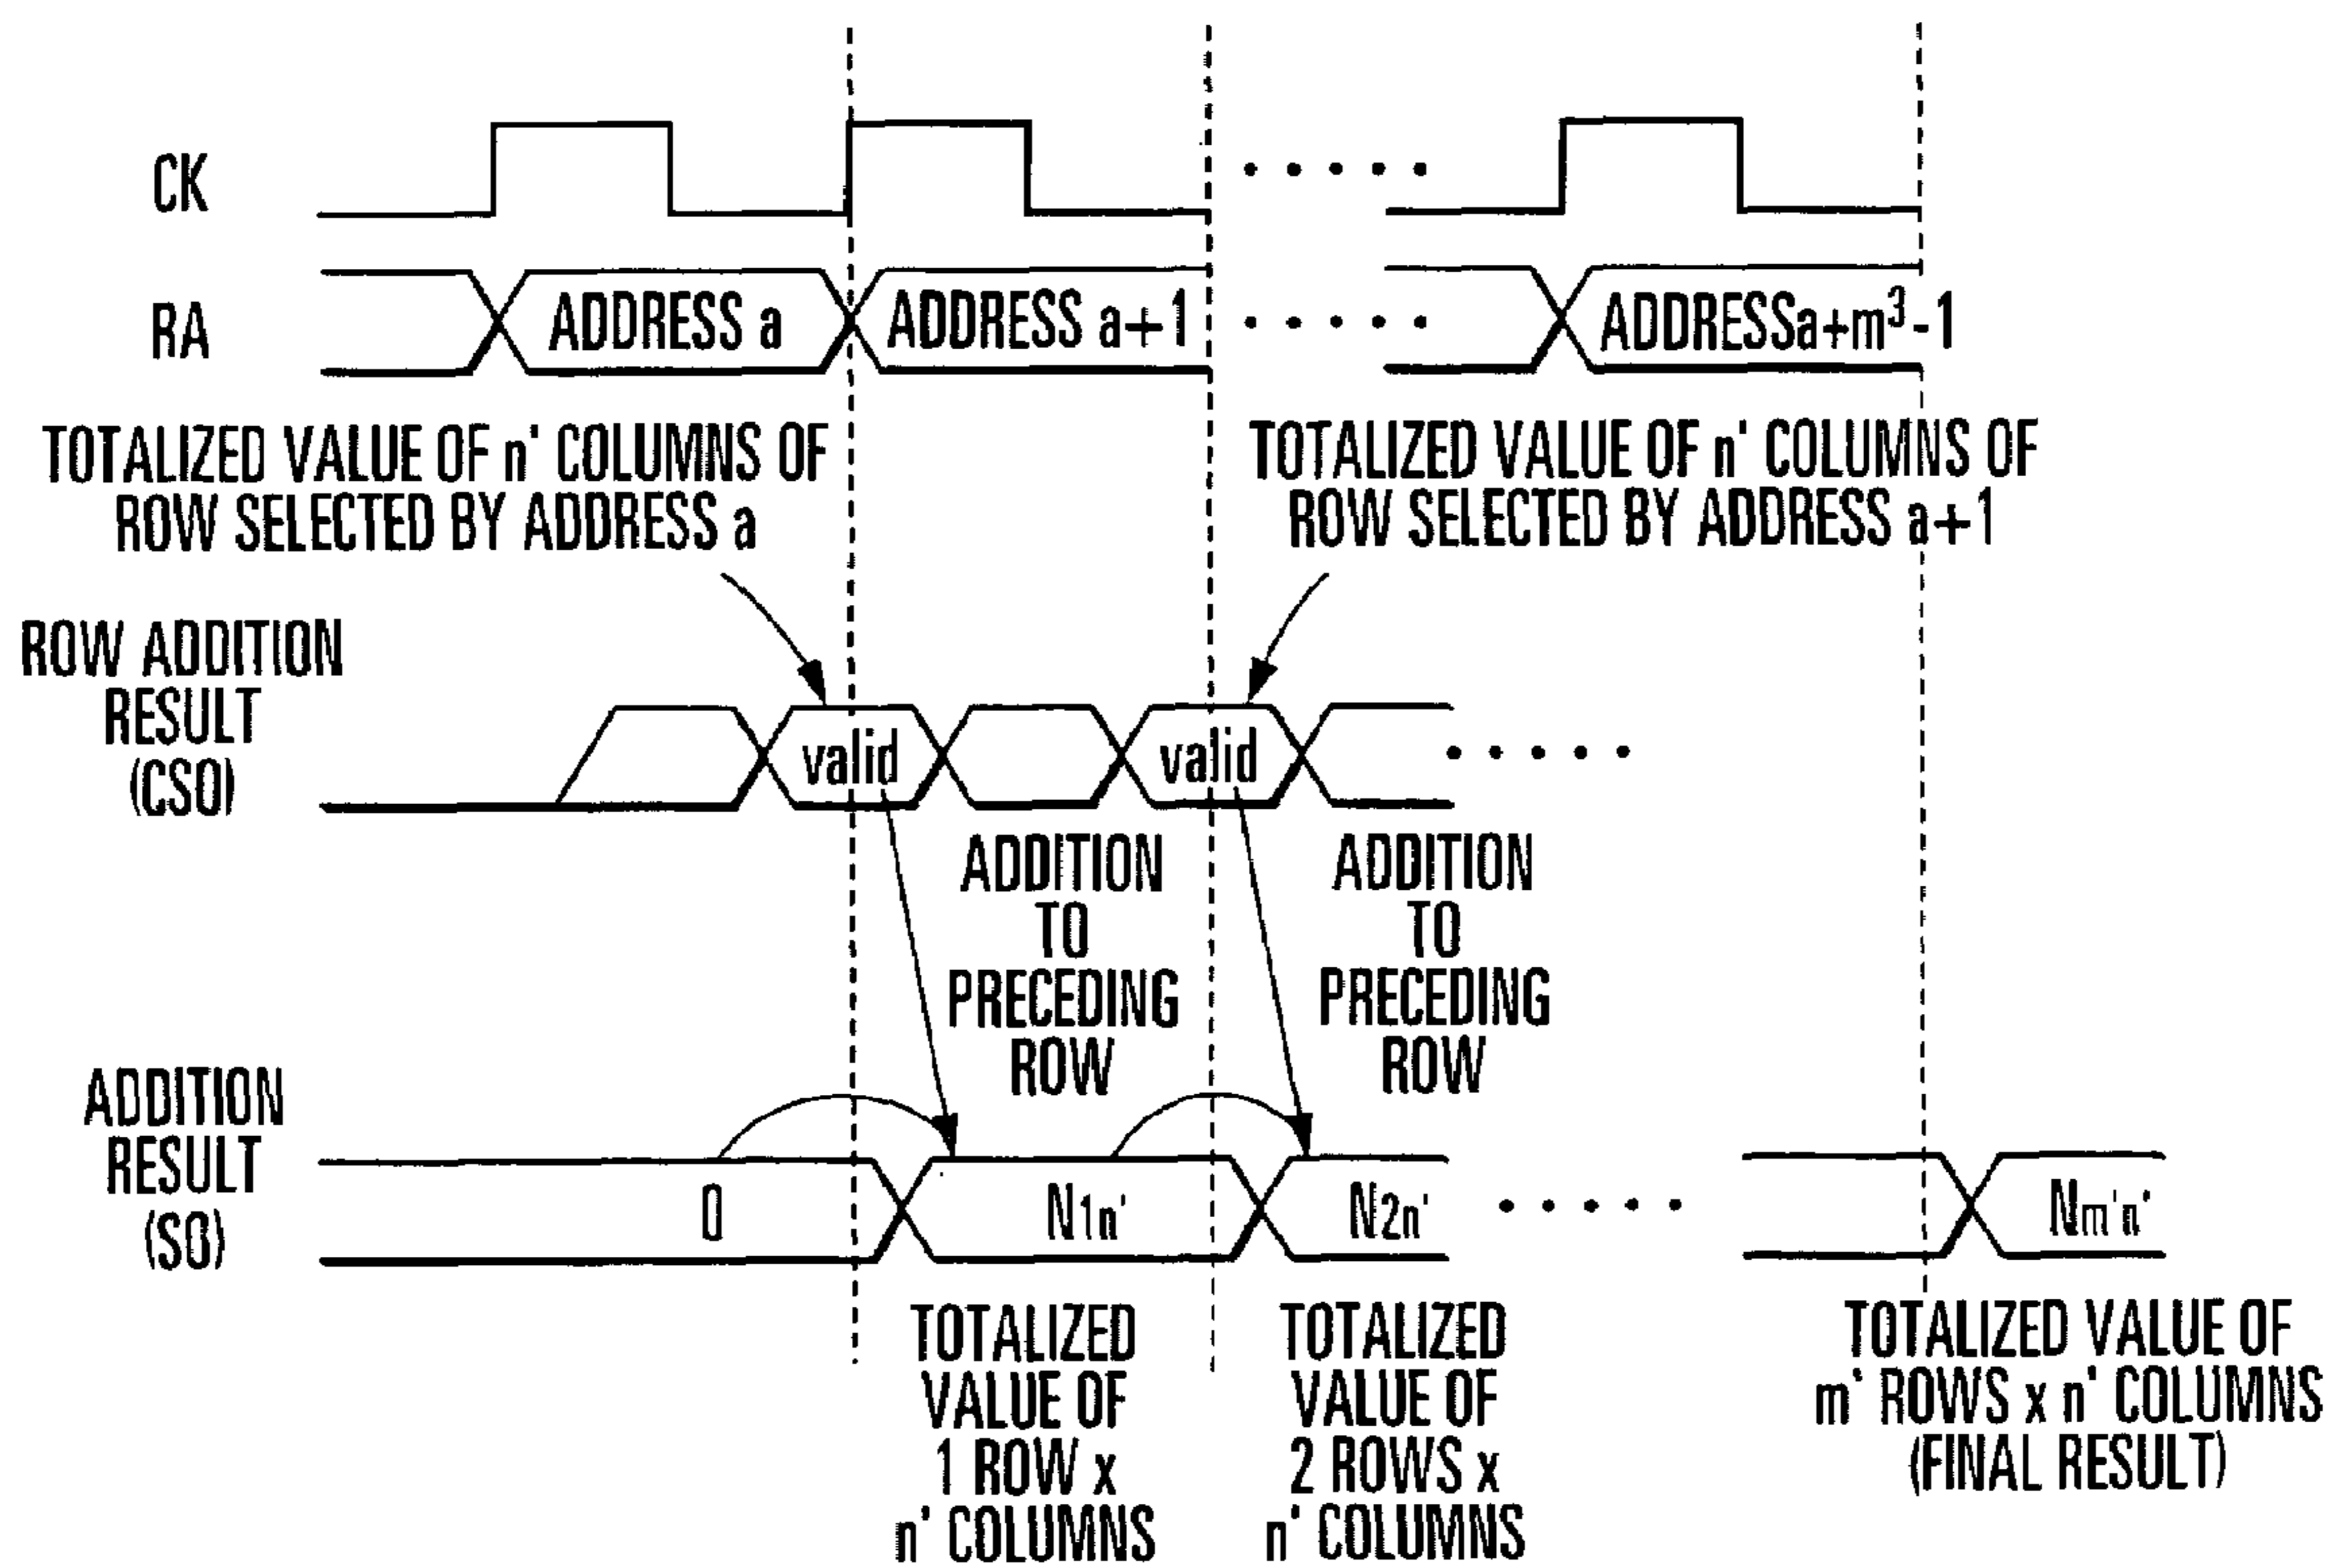 CK
RA
ADDRESS a
ADDRESS a+1
ADDRESSa+m³-1
TOTALIZED VALUE OF n' COLUMNS OF
ROW SELECTED BY ADDRESS a
TOTALIZED VALUE OF n' COLUMNS OF
ROW SELECTED BY ADDRESS a+1
ROW ADDITION
RESULT
(CSO)
valid
valid
ADDITION
TO
PRECEDING
ROW
ADDITION
TO
PRECEDING
ROW
ADDITION
RESULT
(SO)
0
N1n'
N2n'
Nm'n'
TOTALIZED
VALUE OF
1 ROW x
n' COLUMNS
TOTALIZED
VALUE OF
2 ROWS x
n' COLUMNS
TOTALIZED VALUE OF
m' ROWS x n' COLUMNS
(FINAL RESULT)